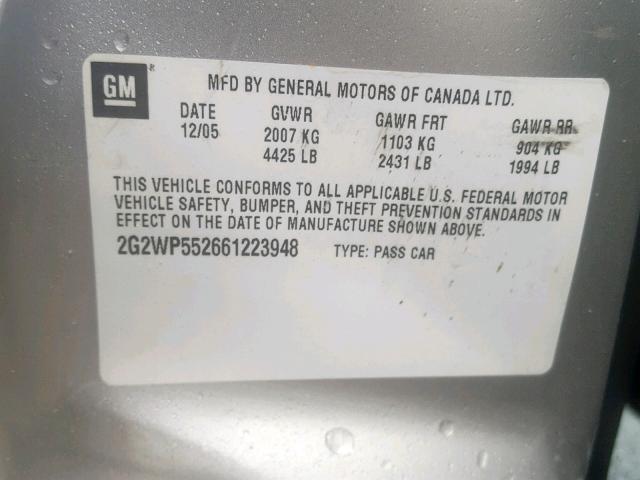 GM
MFD BY GENERAL MOTORS OF CANADA LTD.
DATE GVWR GAWR FRT GAWR RR
12/05 2007 KG 1103 KG 904 KG
4425 LB 2431 LB 1994 LB
THIS VEHICLE CONFORMS TO ALL APPLICABLE U.S. FEDERAL MOTOR
VEHICLE SAFETY, BUMPER, AND THEFT PREVENTION STANDARDS IN
EFFECT ON THE DATE OF MANUFACTURE SHOWN ABOVE.
2G2WP552661223948 TYPE: PASS CAR